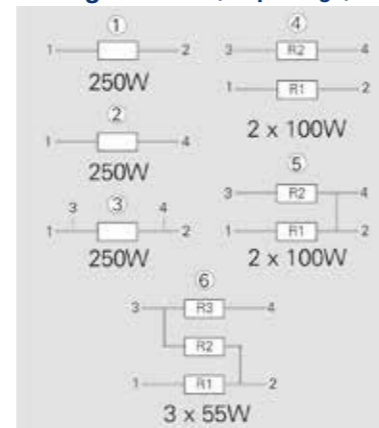 ①
1 2
250W
②
1 4
250W
③
3 4
1 2
250W
④
3 R2 4
1 R1 2
2 x 100W
⑤
3 R2 4
1 R1 2
2 x 100W
⑥
3 R3 4
R2
1 R1 2
3 x 55W